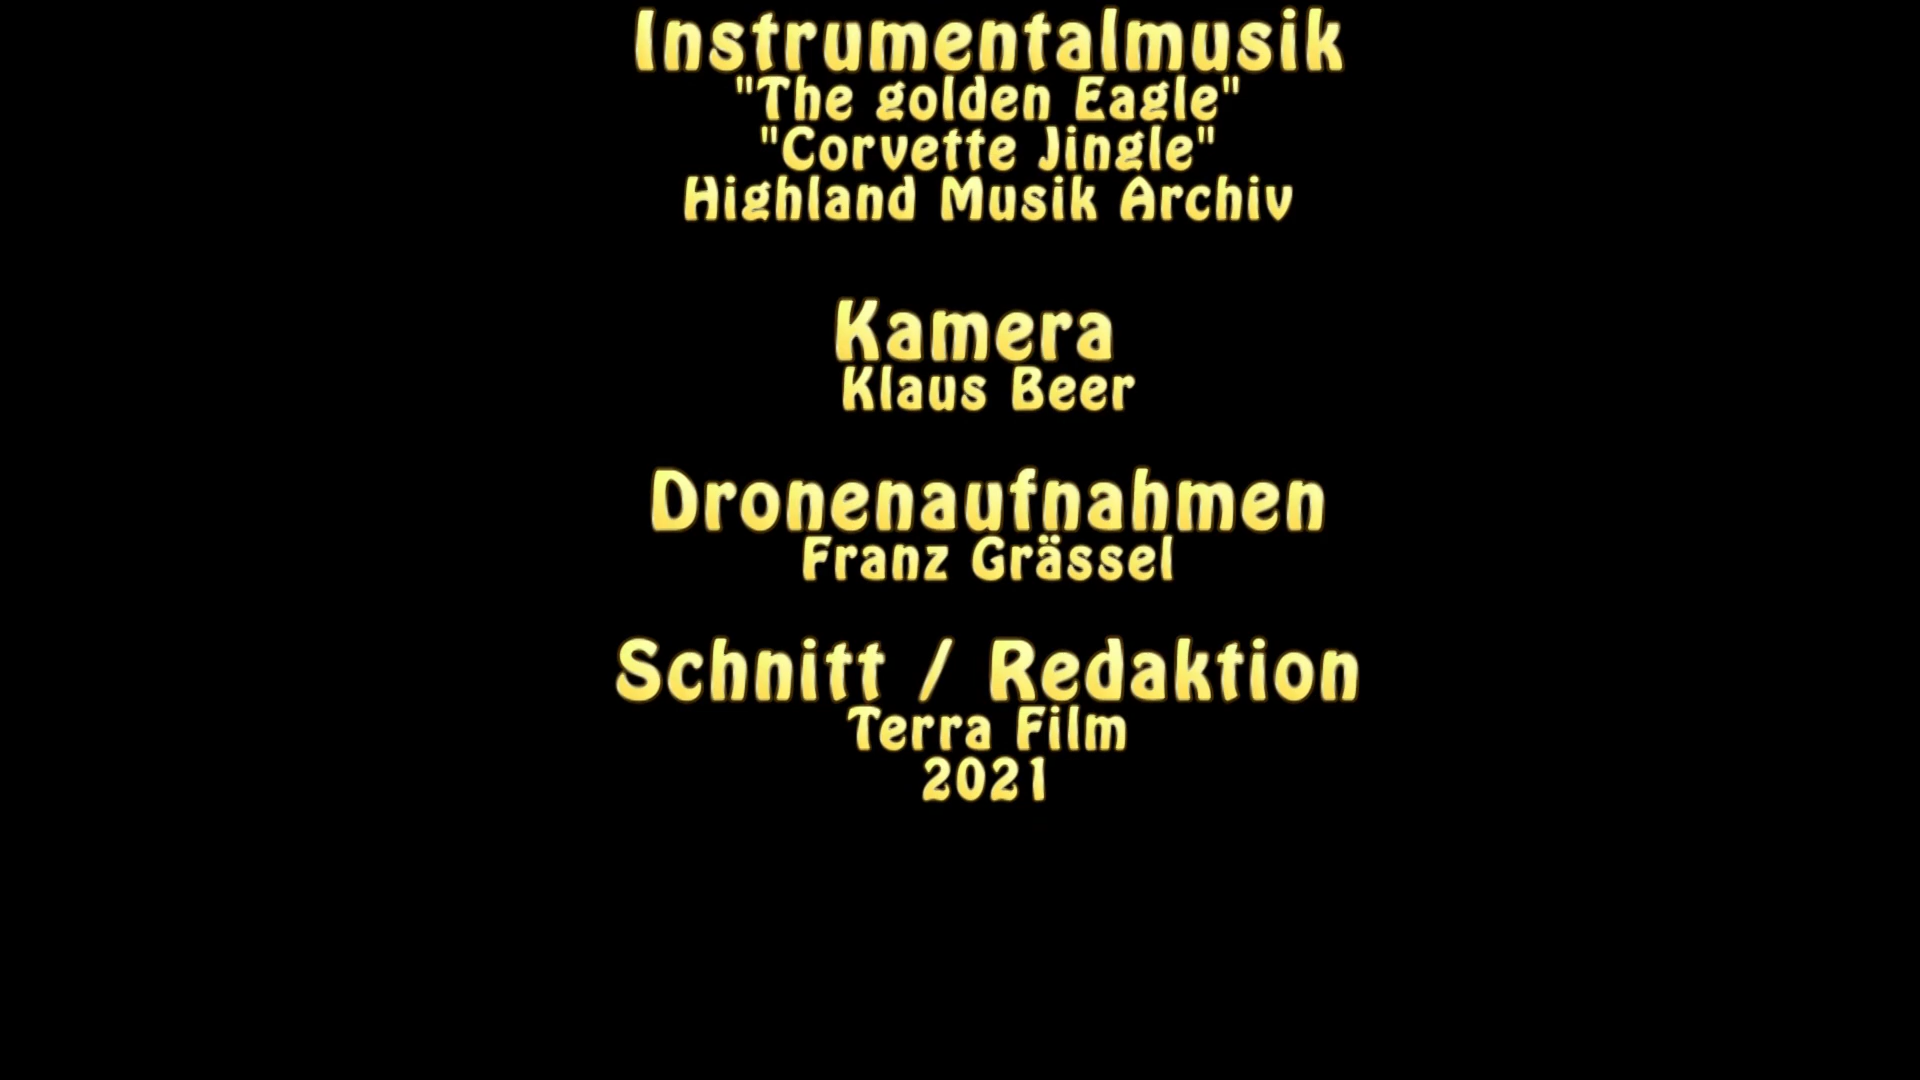 Instrumentalmusik
"The golden Eagle"
"Corvette Jingle"
Highland Musik Archiv
Kamera
Klaus Beer
Dronenaufnahmen
Franz Grässel
Schnitt / Redaktion
Terra Film
2021